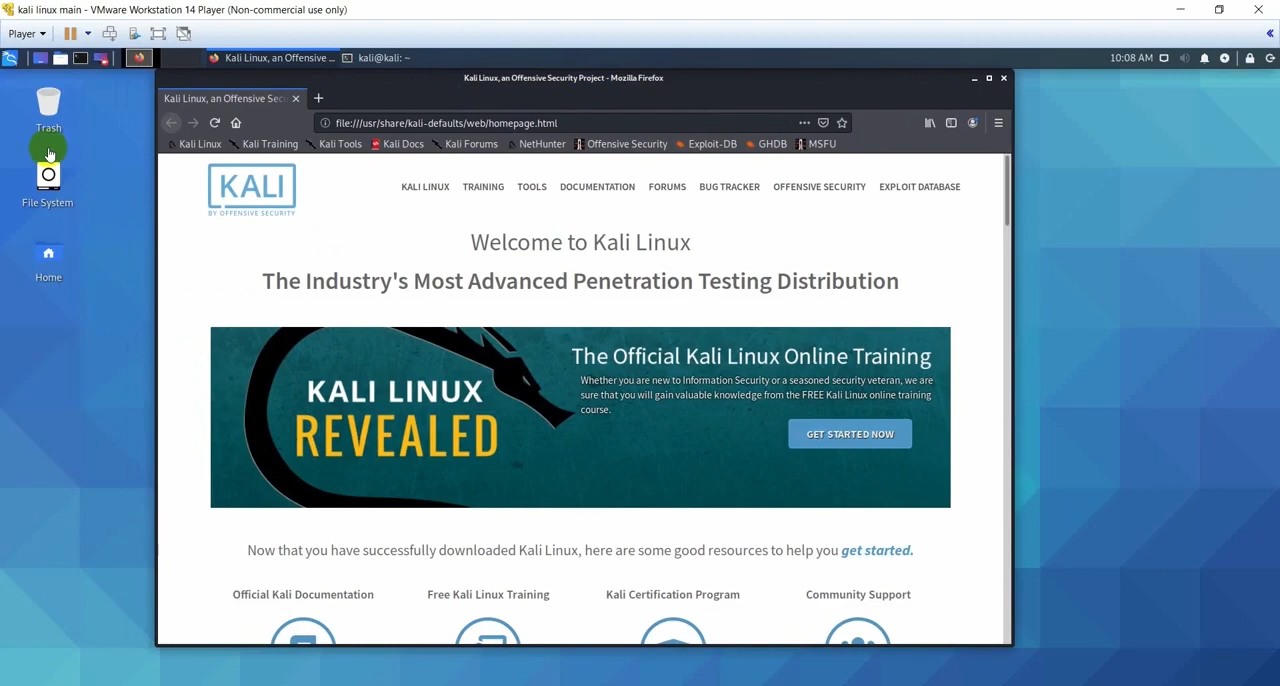 kali linux main - VMware Workstation 14 Player (Non-commercial use only)
Player
Kali Linux, an Offensive ...
kali@kali: ~
10:08 AM
Kali Linux, an Offensive Security Project - Mozilla Firefox
Kali Linux, an Offensive Sec
file:///usr/share/kali-defaults/web/homepage.html
Kali Linux Kali Training Kali Tools Kali Docs Kali Forums NetHunter Offensive Security Exploit-DB GHDB MSFU
Trash
File System
Home
KALI
BY OFFENSIVE SECURITY
KALI LINUX TRAINING TOOLS DOCUMENTATION FORUMS BUG TRACKER OFFENSIVE SECURITY EXPLOIT DATABASE
Welcome to Kali Linux
The Industry's Most Advanced Penetration Testing Distribution
KALI LINUX
REVEALED
The Official Kali Linux Online Training
Whether you are new to Information Security or a seasoned security veteran, we are
sure that you will gain valuable knowledge from the FREE Kali Linux online training
course.
GET STARTED NOW
Now that you have successfully downloaded Kali Linux, here are some good resources to help you get started.
Official Kali Documentation Free Kali Linux Training Kali Certification Program Community Support